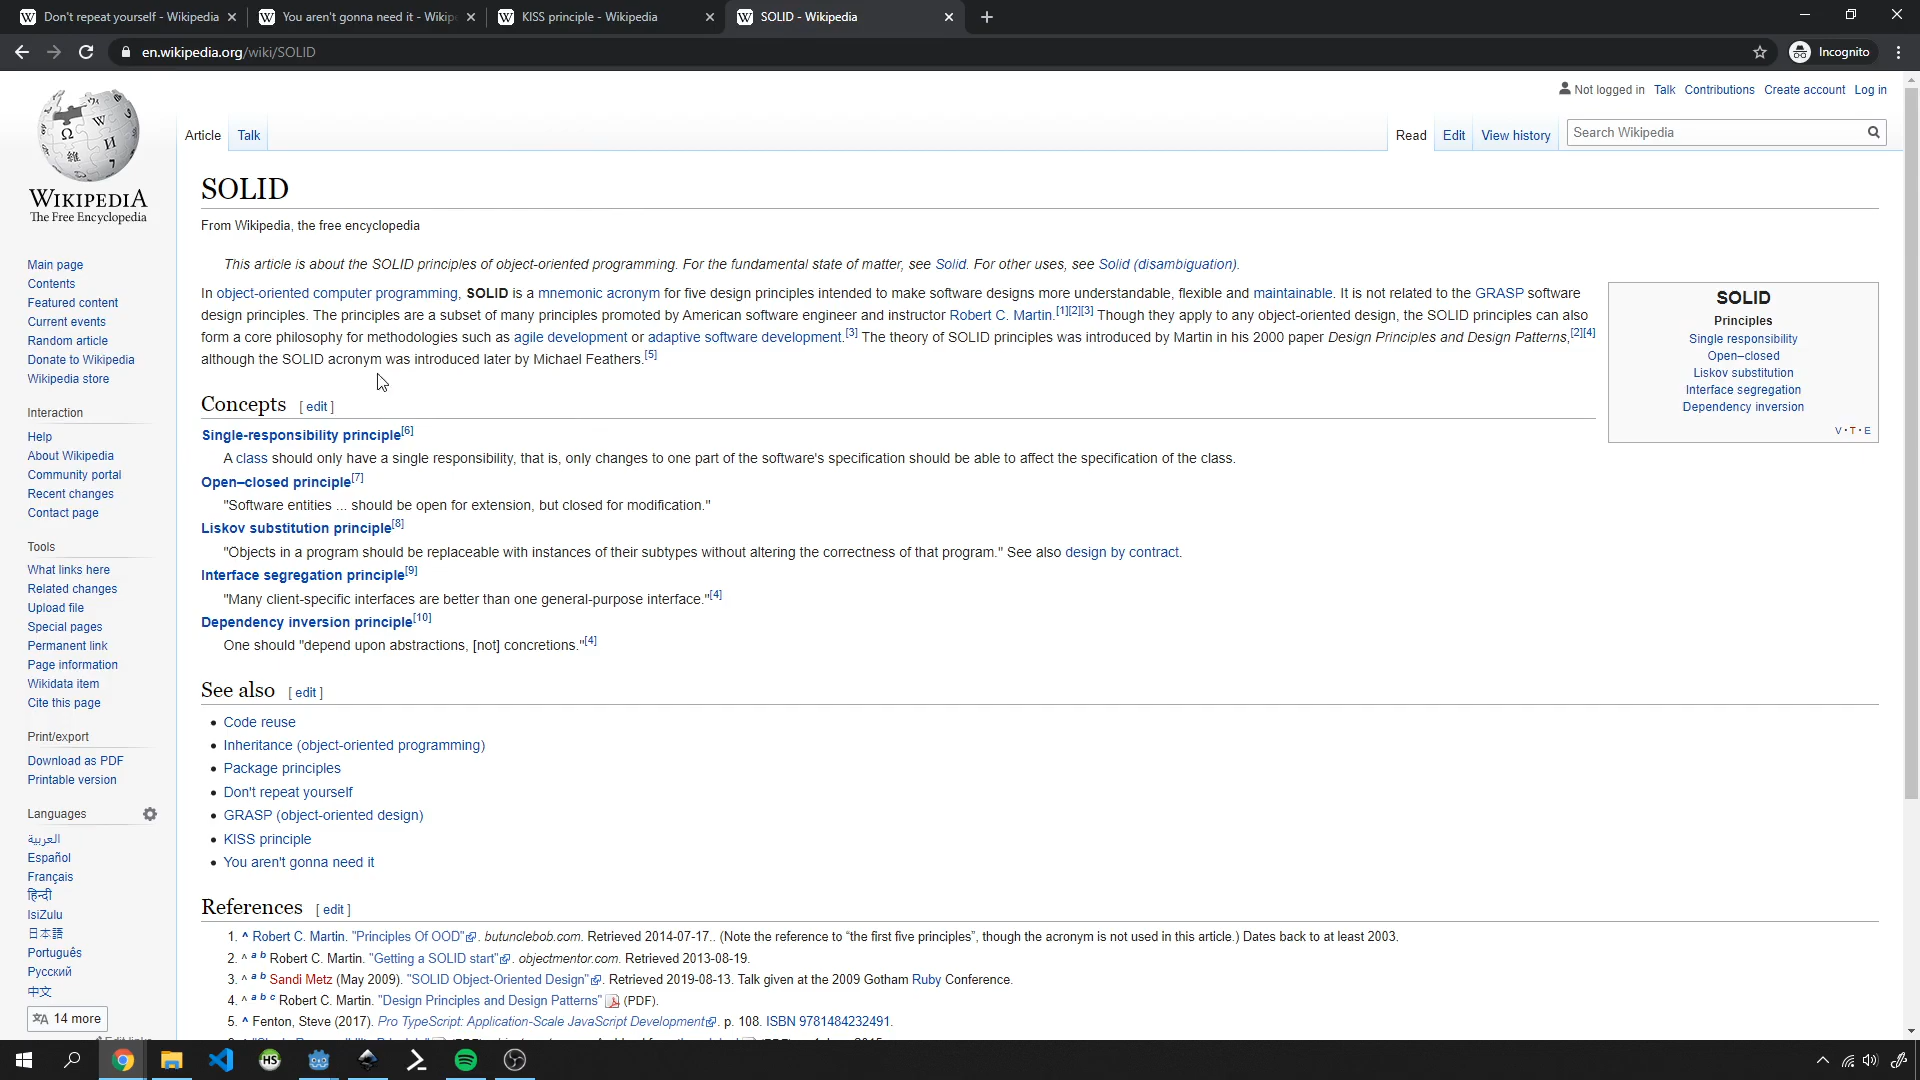 Don't repeat yourself - Wikipedia
You aren't gonna need it - Wikip
KISS principle - Wikipedia
SOLID - Wikipedia
en.wikipedia.org/wiki/SOLID
Incognito
Not logged in Talk Contributions Create account Log in
Article Talk
Read Edit View history
Search Wikipedia
WIKIPEDIA
The Free Encyclopedia
Main page
Contents
Featured content
Current events
Random article
Donate to Wikipedia
Wikipedia store
Interaction
Help
About Wikipedia
Community portal
Recent changes
Contact page
Tools
What links here
Related changes
Upload file
Special pages
Permanent link
Page information
Wikidata item
Cite this page
Print/export
Download as PDF
Printable version
Languages
العربية
Español
Français
हिन्दी
IsiZulu
日本語
Português
Русский
中文
14 more
SOLID
From Wikipedia, the free encyclopedia
This article is about the SOLID principles of object-oriented programming. For the fundamental state of matter, see Solid. For other uses, see Solid (disambiguation).
In object-oriented computer programming, SOLID is a mnemonic acronym for five design principles intended to make software designs more understandable, flexible and maintainable. It is not related to the GRASP software
design principles. The principles are a subset of many principles promoted by American software engineer and instructor Robert C. Martin.[1][2][3] Though they apply to any object-oriented design, the SOLID principles can also
form a core philosophy for methodologies such as agile development or adaptive software development.[3] The theory of SOLID principles was introduced by Martin in his 2000 paper Design Principles and Design Patterns,[2][4]
although the SOLID acronym was introduced later by Michael Feathers.[5]
SOLID
Principles
Single responsibility
Open–closed
Liskov substitution
Interface segregation
Dependency inversion
V · T · E
Concepts [ edit ]
Single-responsibility principle[6]
A class should only have a single responsibility, that is, only changes to one part of the software's specification should be able to affect the specification of the class.
Open–closed principle[7]
"Software entities ... should be open for extension, but closed for modification."
Liskov substitution principle[8]
"Objects in a program should be replaceable with instances of their subtypes without altering the correctness of that program." See also design by contract.
Interface segregation principle[9]
"Many client-specific interfaces are better than one general-purpose interface."[4]
Dependency inversion principle[10]
One should "depend upon abstractions, [not] concretions."[4]
See also [ edit ]
• Code reuse
• Inheritance (object-oriented programming)
• Package principles
• Don't repeat yourself
• GRASP (object-oriented design)
• KISS principle
• You aren't gonna need it
References [ edit ]
1. ^ Robert C. Martin. "Principles Of OOD". butunclebob.com. Retrieved 2014-07-17.. (Note the reference to “the first five principles”, though the acronym is not used in this article.) Dates back to at least 2003.
2. ^ a b Robert C. Martin. "Getting a SOLID start". objectmentor.com. Retrieved 2013-08-19.
3. ^ a b Sandi Metz (May 2009). "SOLID Object-Oriented Design". Retrieved 2019-08-13. Talk given at the 2009 Gotham Ruby Conference.
4. ^ a b c Robert C. Martin. "Design Principles and Design Patterns" (PDF).
5. ^ Fenton, Steve (2017). Pro TypeScript: Application-Scale JavaScript Development. p. 108. ISBN 9781484232491.
HS